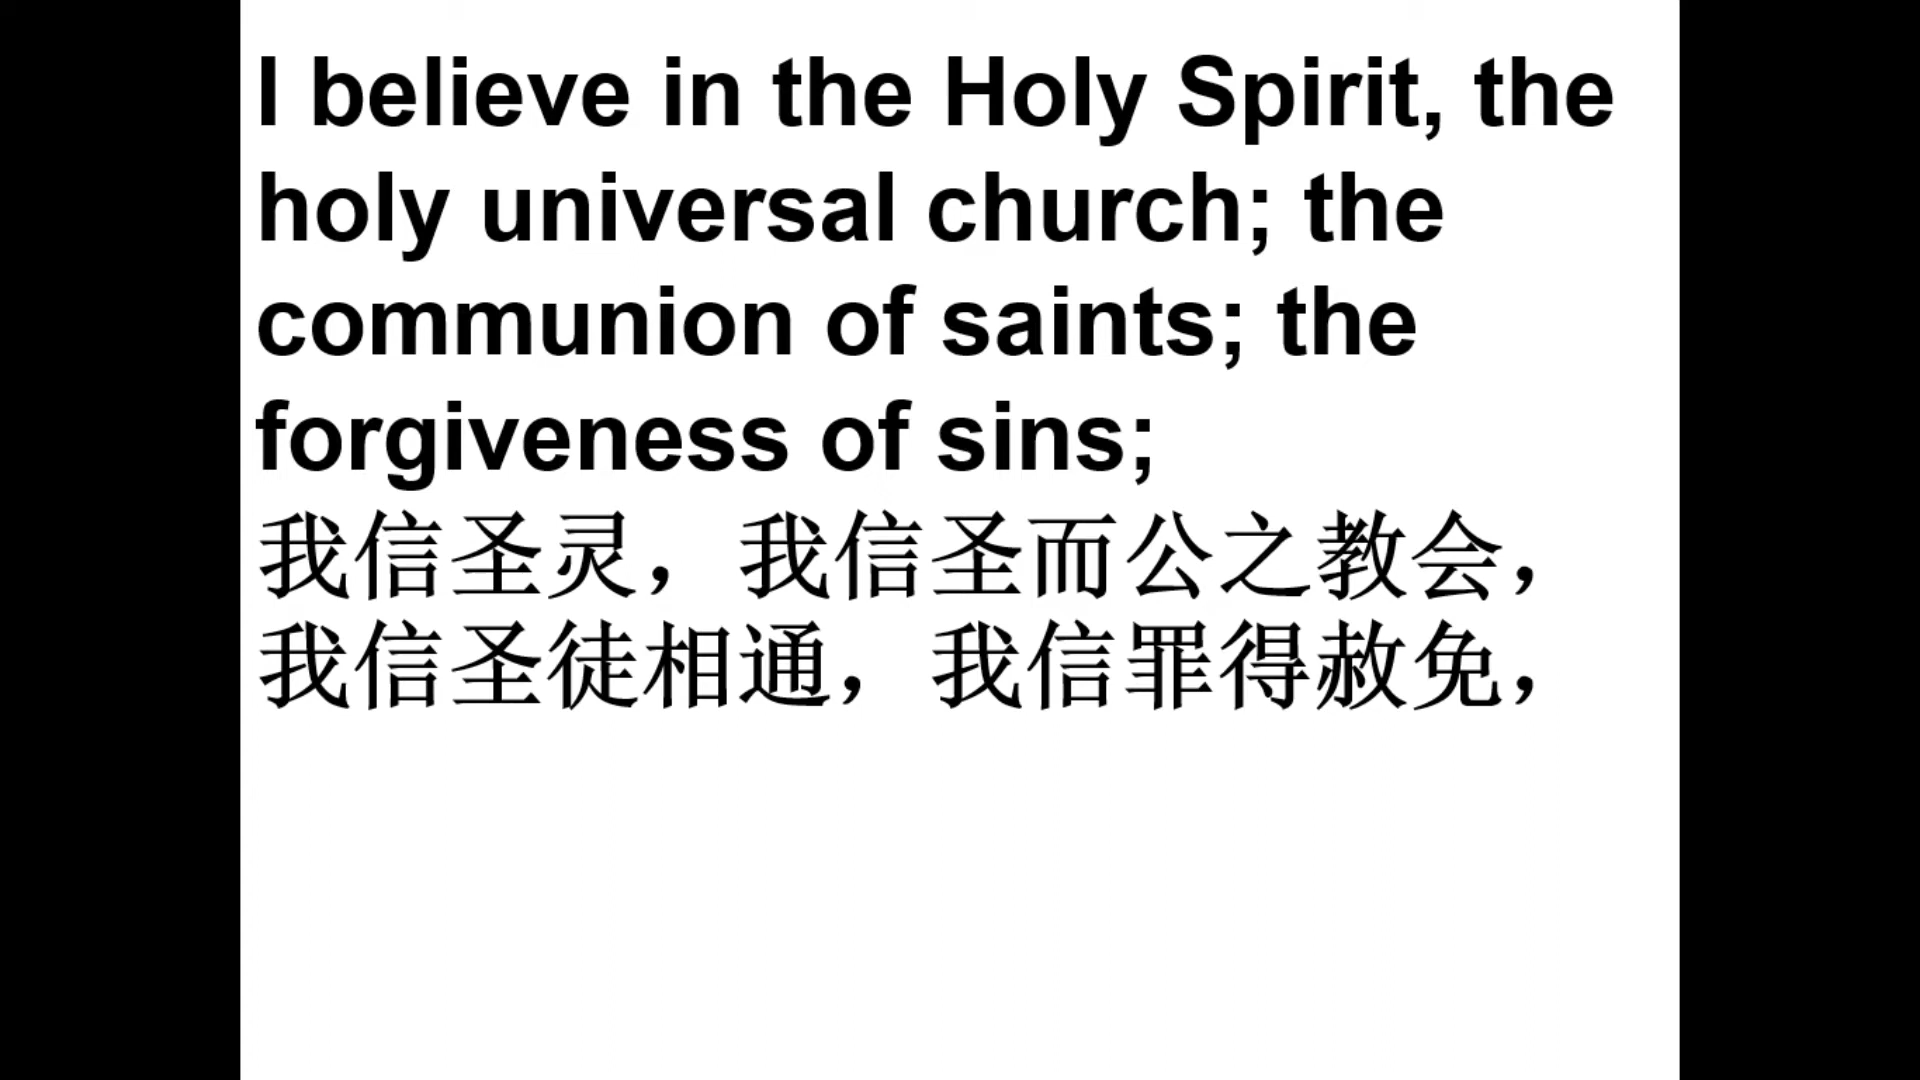 I believe in the Holy Spirit, the
holy universal church; the
communion of saints; the
forgiveness of sins;
我信圣灵，我信圣而公之教会，
我信圣徒相通，我信罪得赦免，